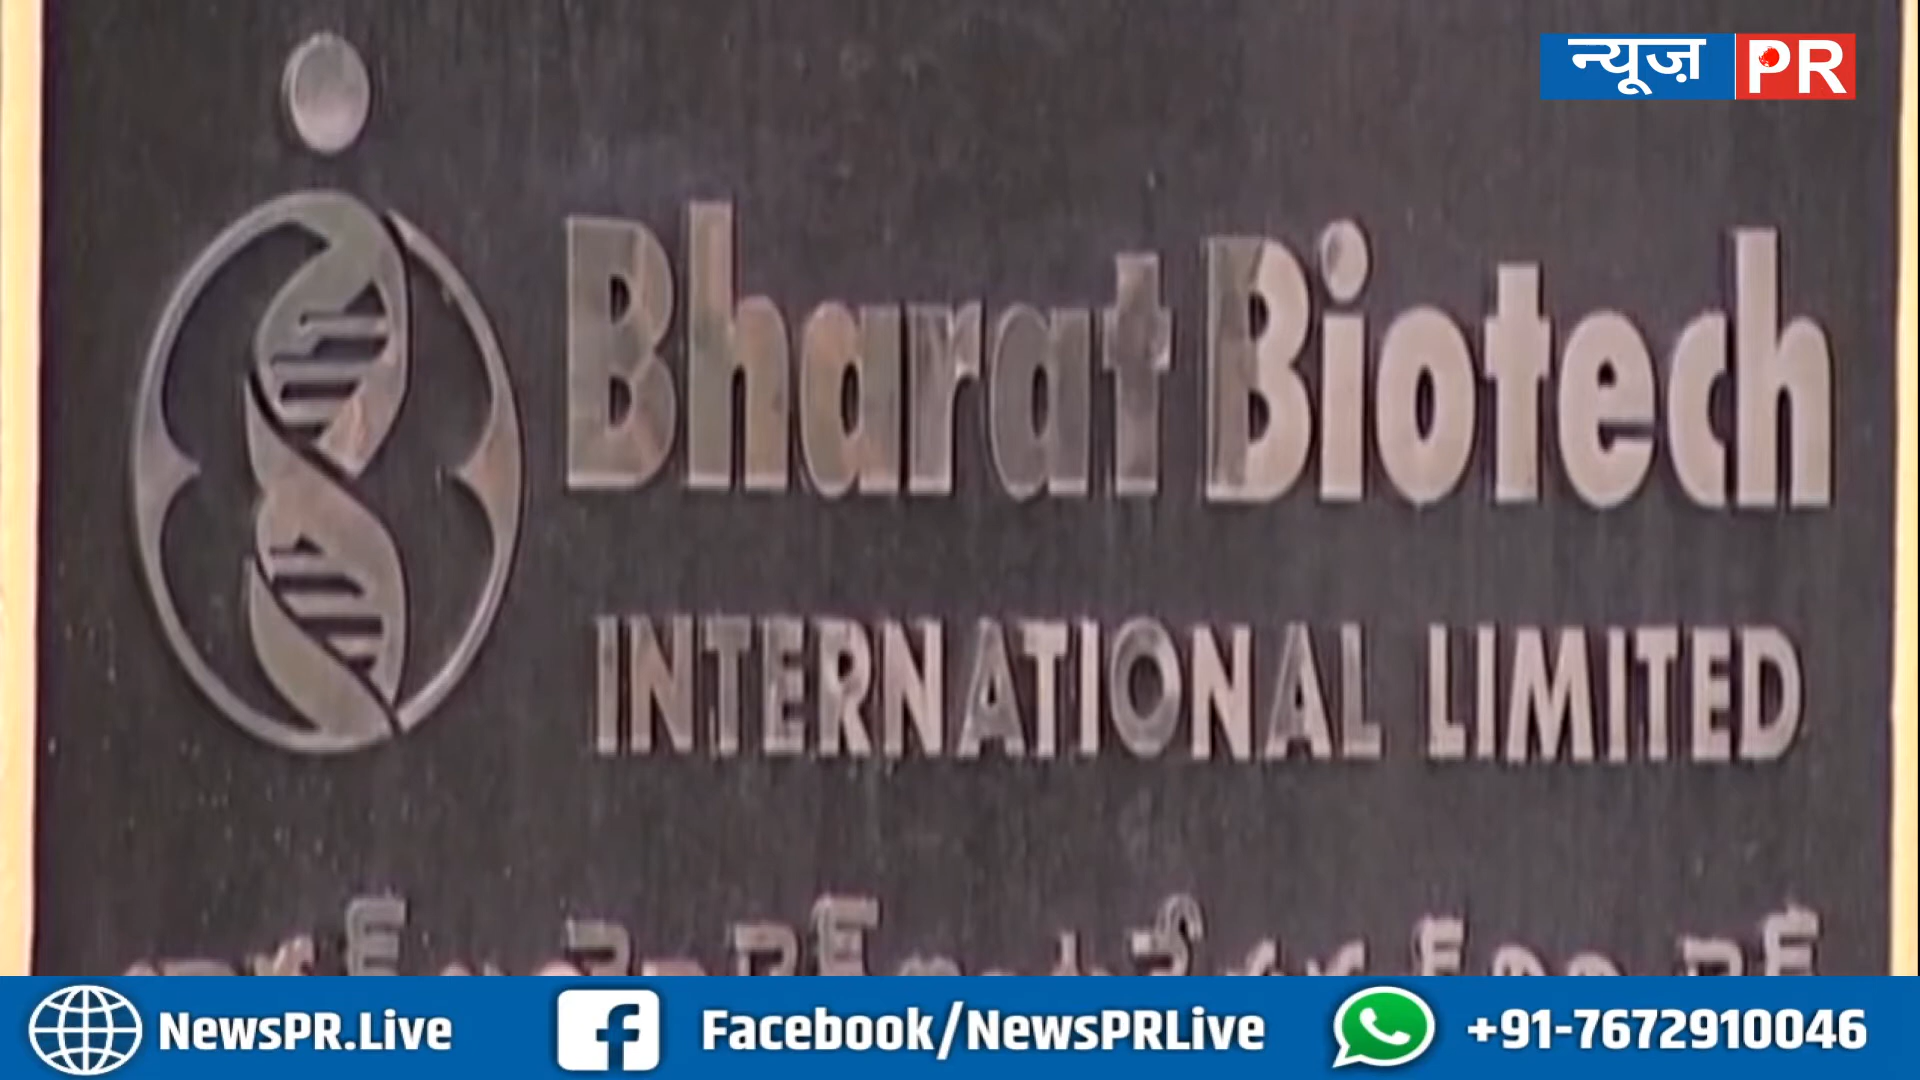 न्यूज़ PR
Bharat Biotech
INTERNATIONAL LIMITED
NewsPR.Live
Facebook/NewsPRLive
+91-7672910046